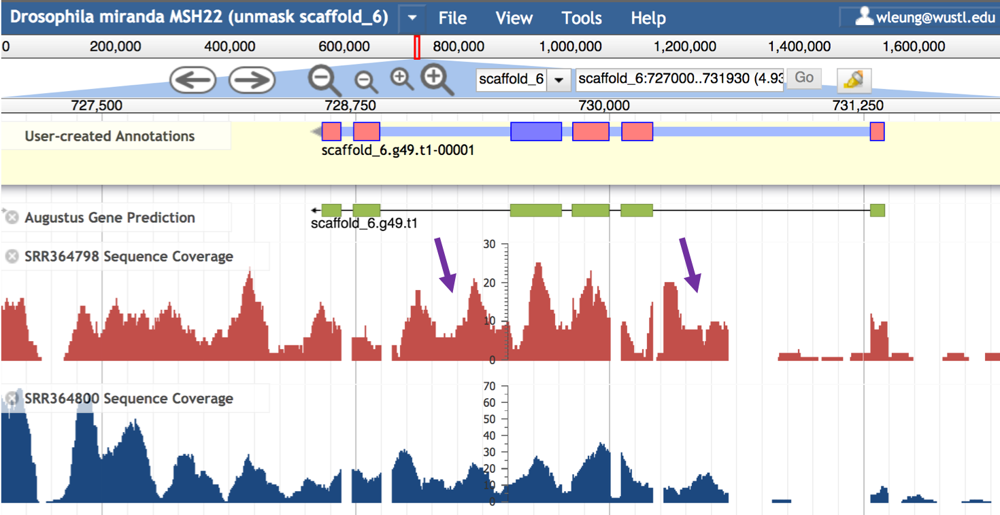 Drosophila miranda MSH22 (unmask scaffold_6) File View Tools Help wleung@wustl.edu
0 200,000 400,000 600,000 800,000 1,000,000 1,200,000 1,400,000 1,600,000
scaffold_6 scaffold_6:727000..731930 (4.93 Go
727,500 728,750 730,000 731,250
User-created Annotations
scaffold_6.g49.t1-00001
Augustus Gene Prediction
scaffold_6.g49.t1
SRR364798 Sequence Coverage
30
20
10
0
SRR364800 Sequence Coverage
70
60
50
40
30
20
10
0